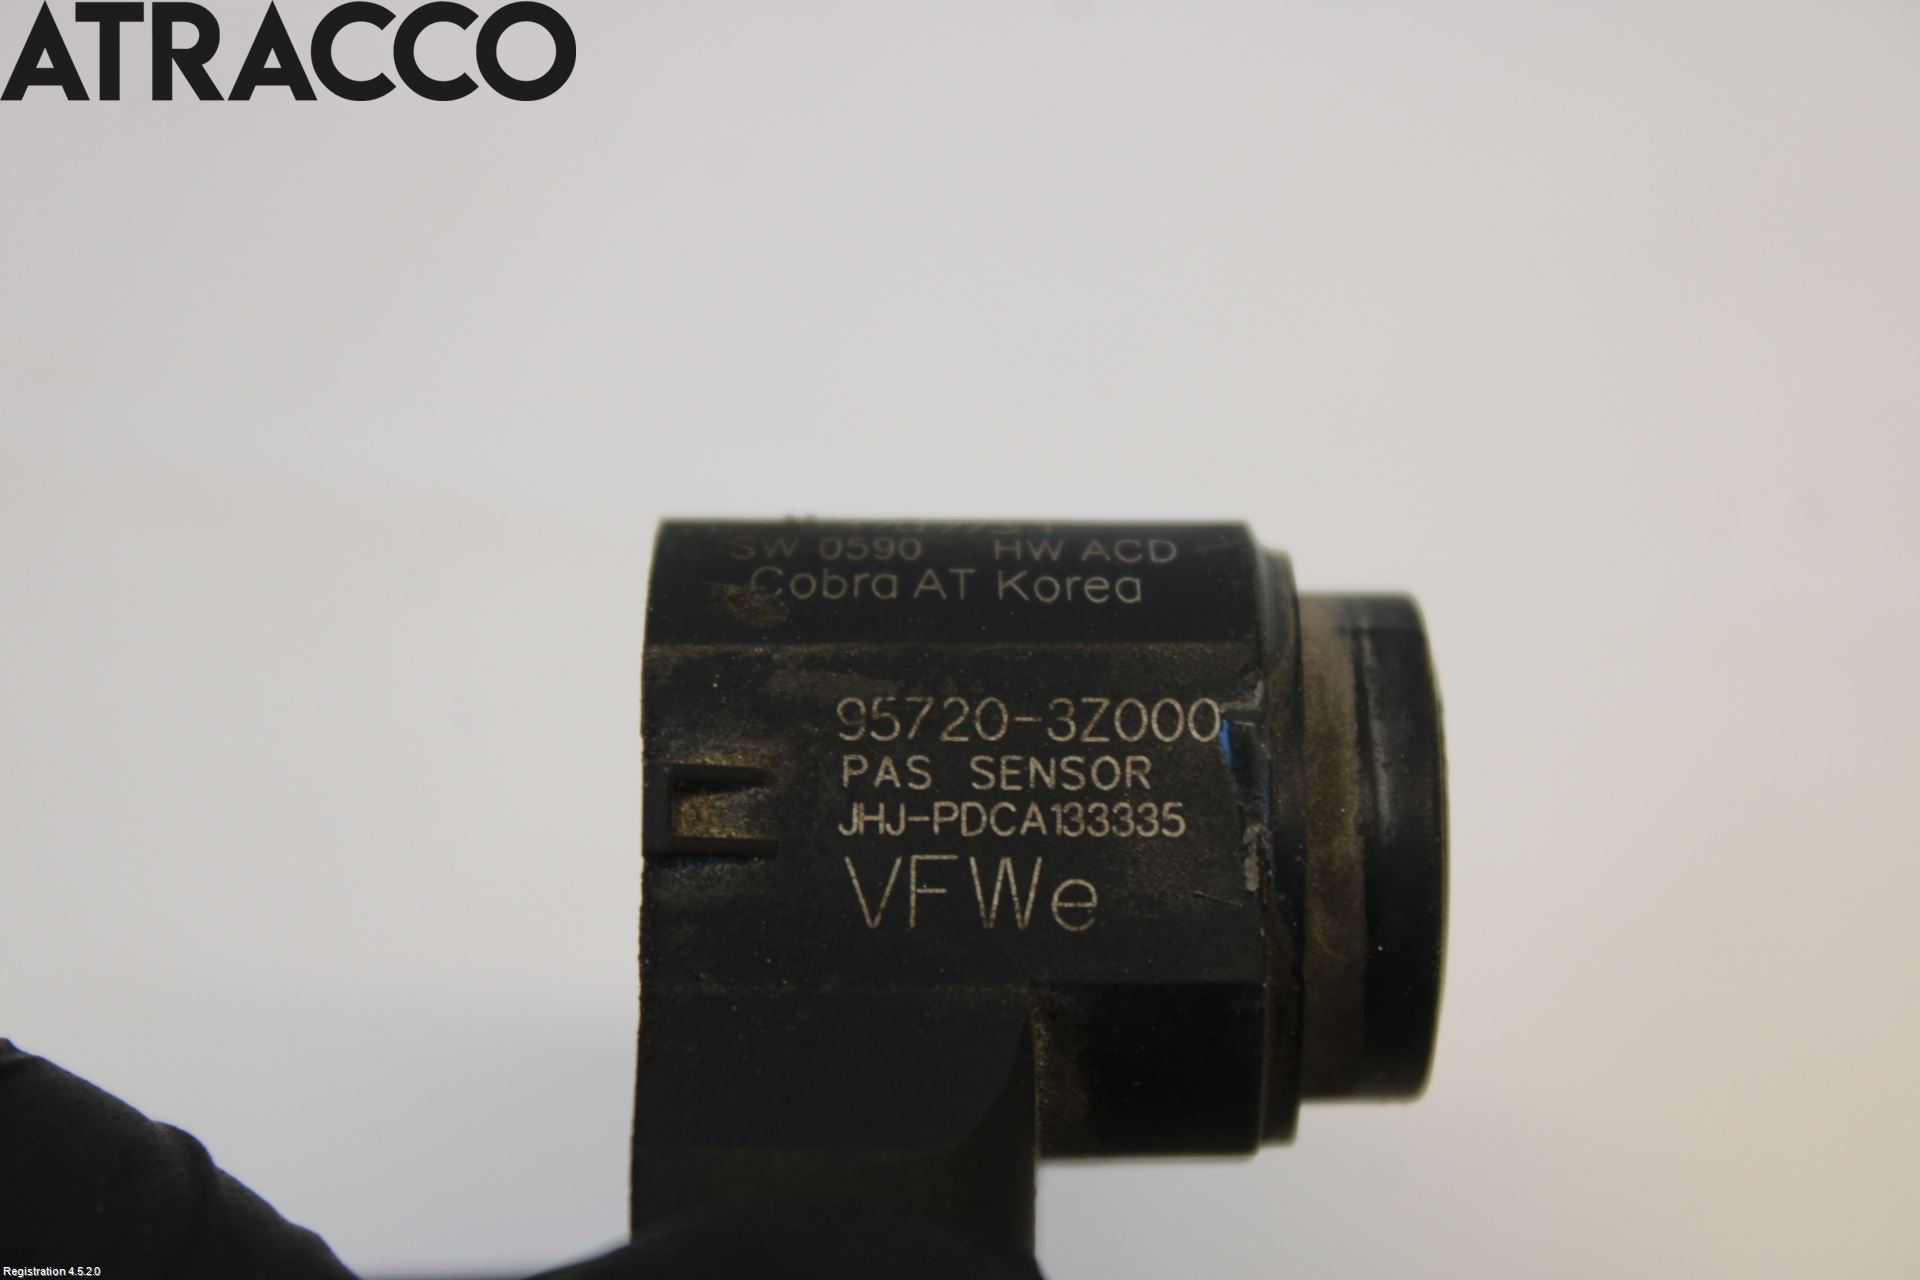 ATRACCO
SW 0590 HW ACD
Cobra AT Korea
95720-3Z000
PAS SENSOR
JHJ-PDCA133335
VFWe
Registration 4.5.2.0